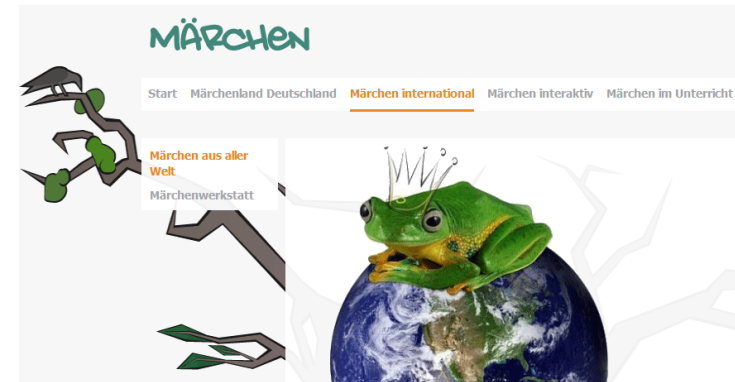 MÄRCHEN
Start Märchenland Deutschland Märchen international Märchen interaktiv Märchen im Unterricht
Märchen aus aller
Welt
Märchenwerkstatt